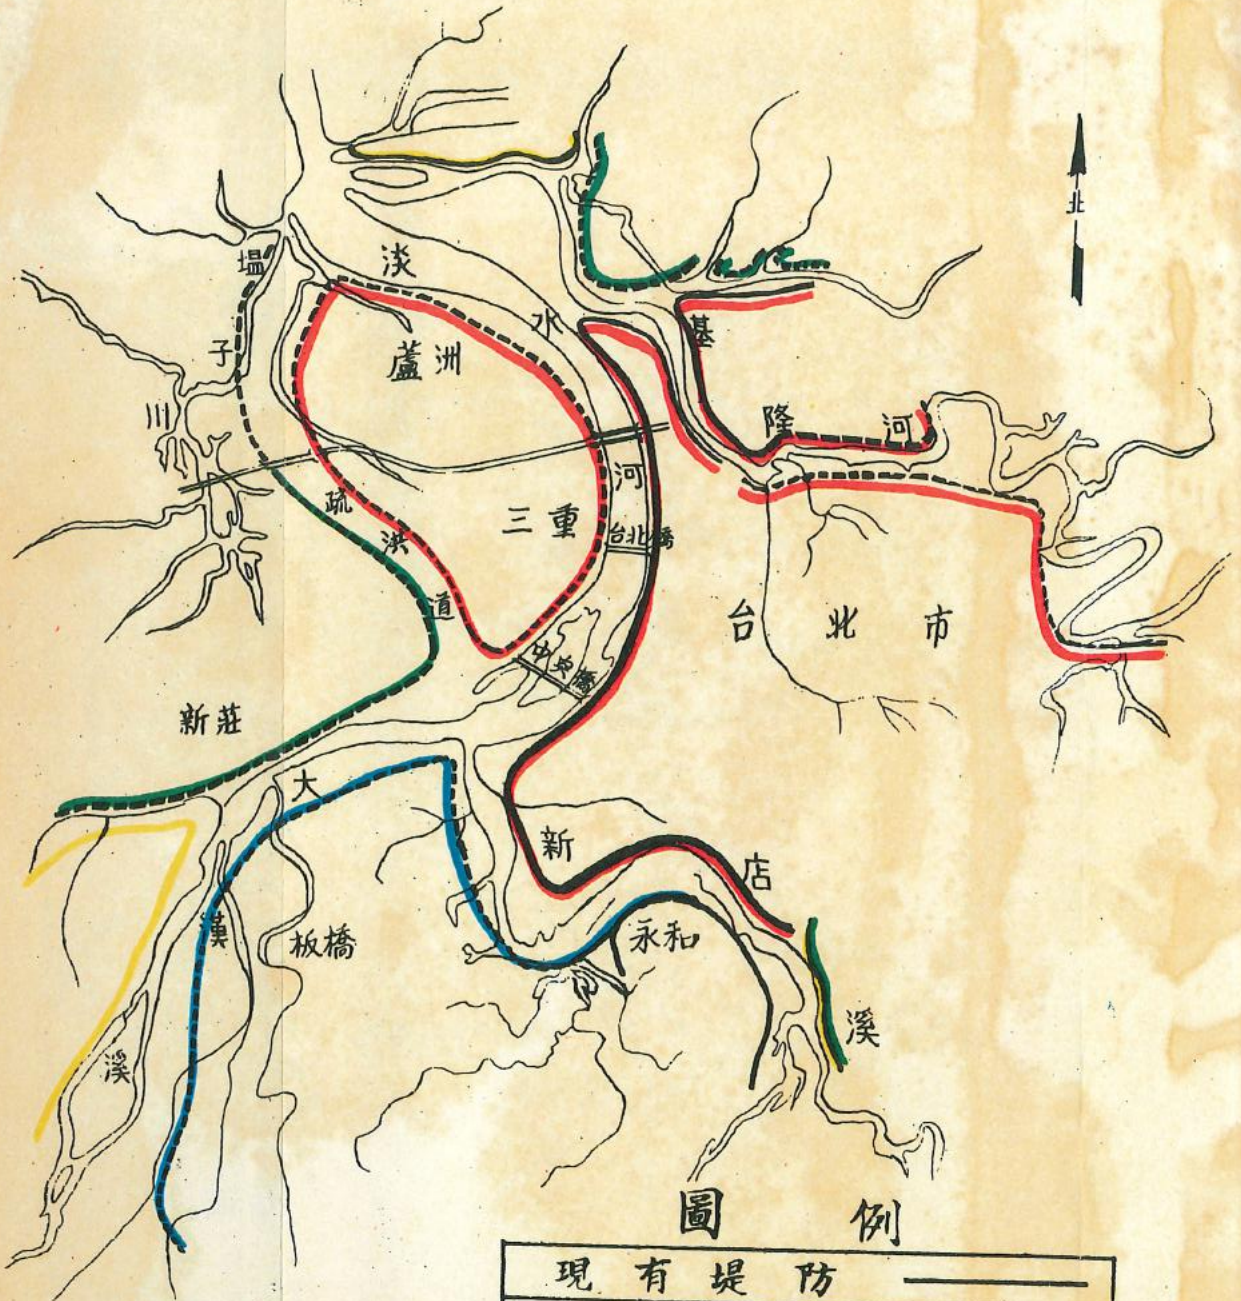 北
淡水河
基隆河
塭子川
蘆洲
疏洪道
三重
台北橋
台北市
中央橋
新莊
大漢溪
新店溪
板橋
永和
圖例
現有堤防